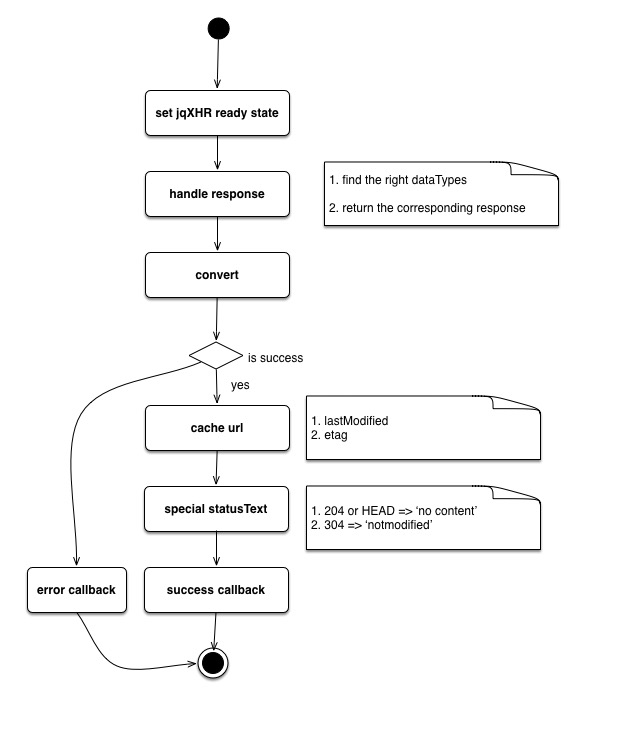 set jqXHR ready state
handle response
1. find the right dataTypes
2. return the corresponding response
convert
is success
yes
cache url
1. lastModified
2. etag
special statusText
1. 204 or HEAD => ‘no content’
2. 304 => ‘notmodified’
error callback
success callback